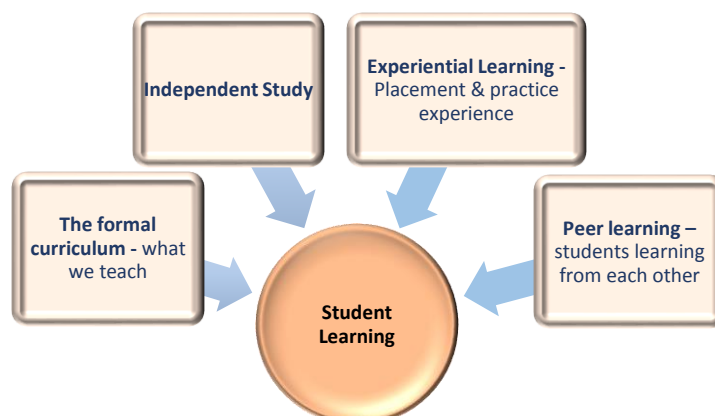 Independent Study
Experiential Learning -
Placement & practice
experience
The formal
curriculum - what
we teach
Peer learning –
students learning
from each other
Student
Learning